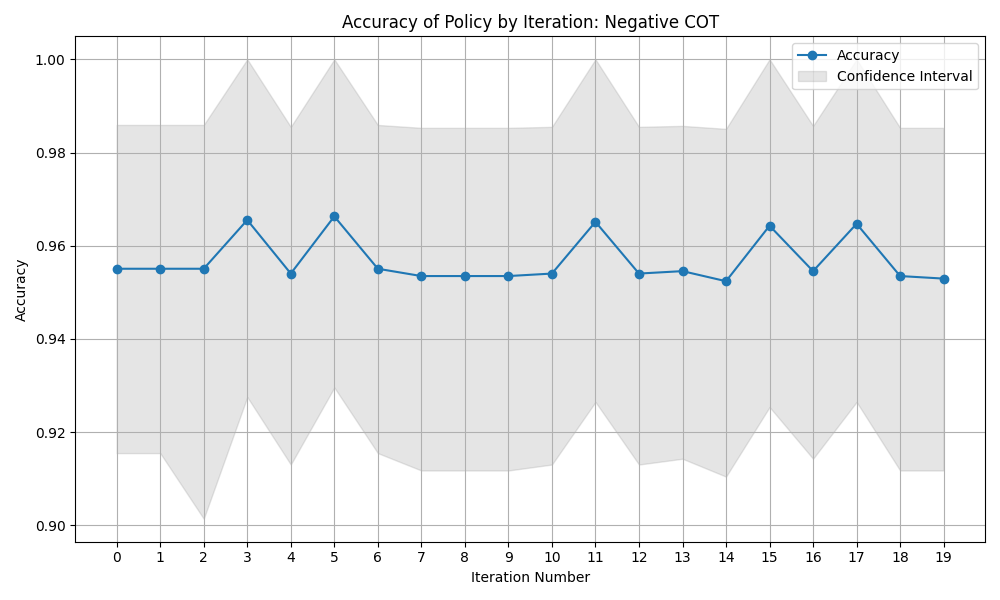 Accuracy of Policy by Iteration: Negative COT
Accuracy
Confidence Interval
1.00
0.98
0.96
0.94
0.92
0.90
Accuracy
0 1 2 3 4 5 6 7 8 9 10 11 12 13 14 15 16 17 18 19
Iteration Number